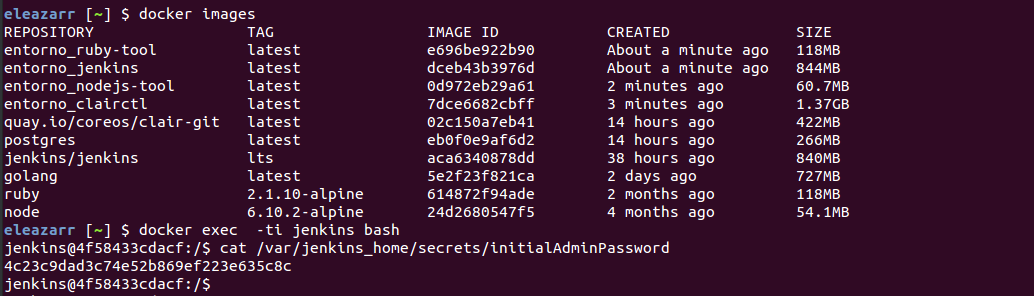 eleazarr [~] $ docker images
REPOSITORY TAG IMAGE ID CREATED SIZE
entorno_ruby-tool latest e696be922b90 About a minute ago 118MB
entorno_jenkins latest dceb43b3976d About a minute ago 844MB
entorno_nodejs-tool latest 0d972eb29a61 2 minutes ago 60.7MB
entorno_clairctl latest 7dce6682cbff 3 minutes ago 1.37GB
quay.io/coreos/clair-git latest 02c150a7eb41 14 hours ago 422MB
postgres latest eb0f0e9af6d2 14 hours ago 266MB
jenkins/jenkins lts aca6340878dd 38 hours ago 840MB
golang latest 5e2f23f821ca 2 days ago 727MB
ruby 2.1.10-alpine 614872f94ade 2 months ago 118MB
node 6.10.2-alpine 24d2680547f5 4 months ago 54.1MB
eleazarr [~] $ docker exec  -ti jenkins bash
jenkins@4f58433cdacf:/$ cat /var/jenkins_home/secrets/initialAdminPassword
4c23c9dad3c74e52b869ef223e635c8c
jenkins@4f58433cdacf:/$